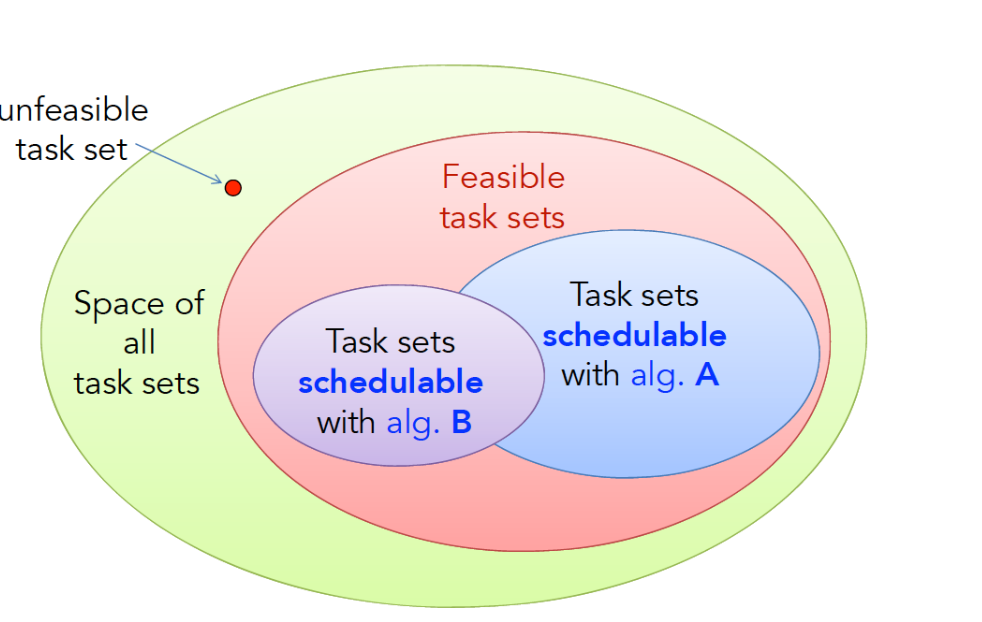 unfeasible
task set
Feasible
task sets
Space of
all
task sets
Task sets
schedulable
with alg. B
Task sets
schedulable
with alg. A